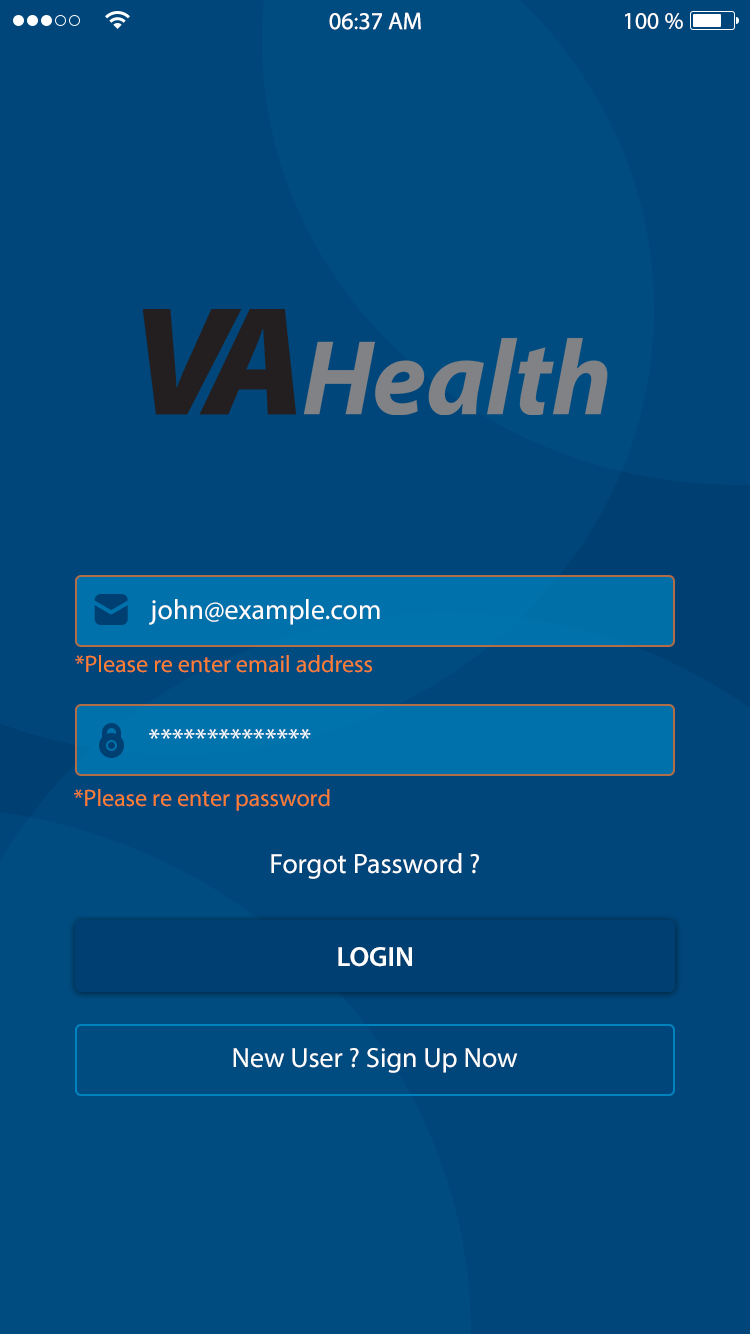 06:37 AM
100 %
VA Health
john@example.com
*Please re enter email address
**************
*Please re enter password
Forgot Password ?
LOGIN
New User ? Sign Up Now